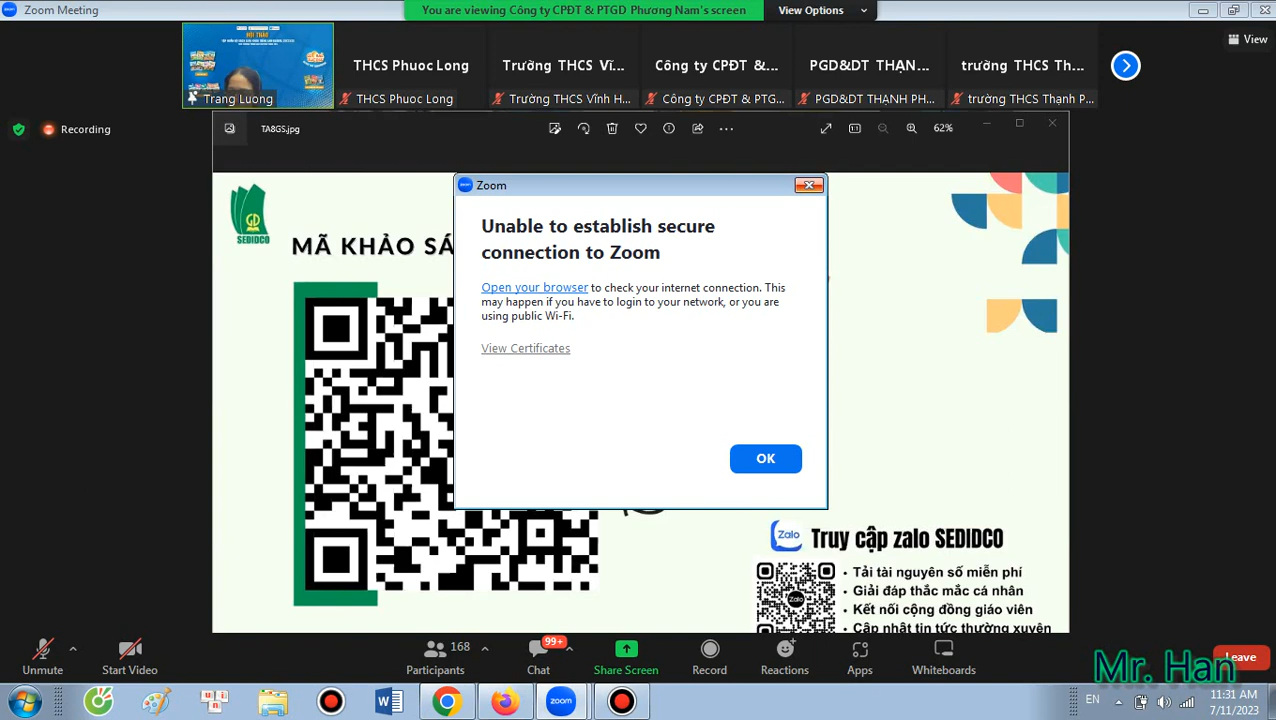 Zoom Meeting
You are viewing Công ty CPĐT & PTGD Phương Nam's screen
View Options
HỘI THẢO
THCS Phuoc Long
Trường THCS Vĩ...
Công ty CPĐT &...
PGD&DT THẠN...
trường THCS Th...
View
Trang Luong
THCS Phuoc Long
Trường THCS Vĩnh H...
Công ty CPĐT & PTG...
PGD&DT THẠNH PH...
trường THCS Thạnh P...
Recording
TA8GS.jpg
62%
Zoom
GD
SEDIDCO
MÃ KHẢO SÁ
Unable to establish secure
connection to Zoom
Open your browser to check your internet connection. This
may happen if you have to login to your network, or you are
using public Wi-Fi.
View Certificates
OK
Zalo
Truy cập zalo SEDIDCO
Zalo
• Tải tài nguyên số miễn phí
• Giải đáp thắc mắc cá nhân
• Kết nối cộng đồng giáo viên
• Cập nhật tin tức thường xuyên
168
99+
Unmute
Start Video
Participants
Chat
Share Screen
Record
Reactions
Apps
Whiteboards
Leave
Mr. Han
zoom
EN
11:31 AM
7/11/2023